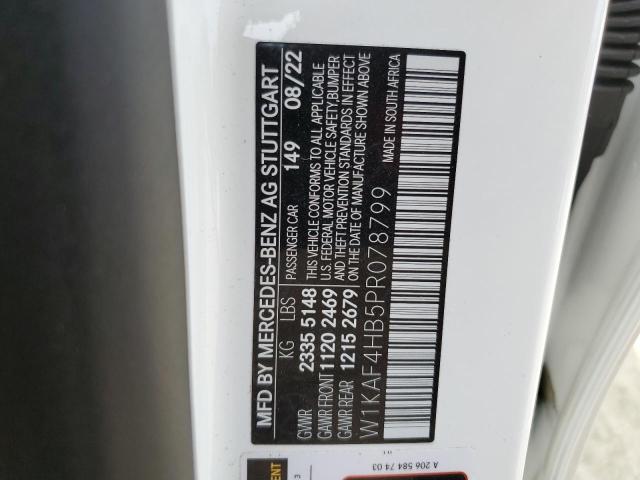 MFD BY MERCEDES-BENZ AG STUTTGART
KG LBS PASSENGER CAR 149 08/22
GVWR 2335 5148 THIS VEHICLE CONFORMS TO ALL APPLICABLE
GAWR FRONT 1120 2469 U.S. FEDERAL MOTOR VEHICLE SAFETY,BUMPER
GAWR REAR 1215 2679 AND THEFT PREVENTION STANDARDS IN EFFECT
ON THE DATE OF MANUFACTURE SHOWN ABOVE
W1KAF4HB5PR078799
MADE IN SOUTH AFRICA
A 206 584 74 03